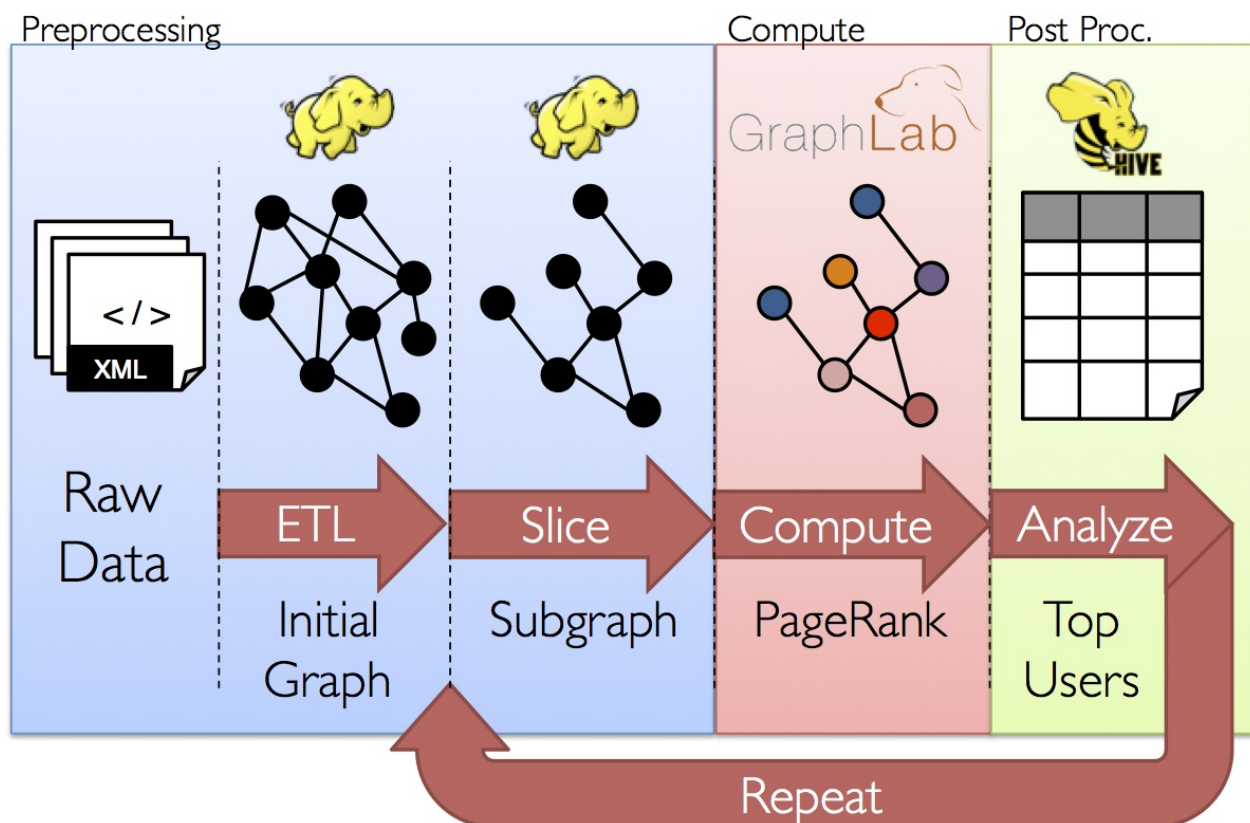 Preprocessing
Compute
Post Proc.
GraphLab
HIVE
</>
XML
Raw
Data
ETL
Slice
Compute
Analyze
Initial
Graph
Subgraph
PageRank
Top
Users
Repeat